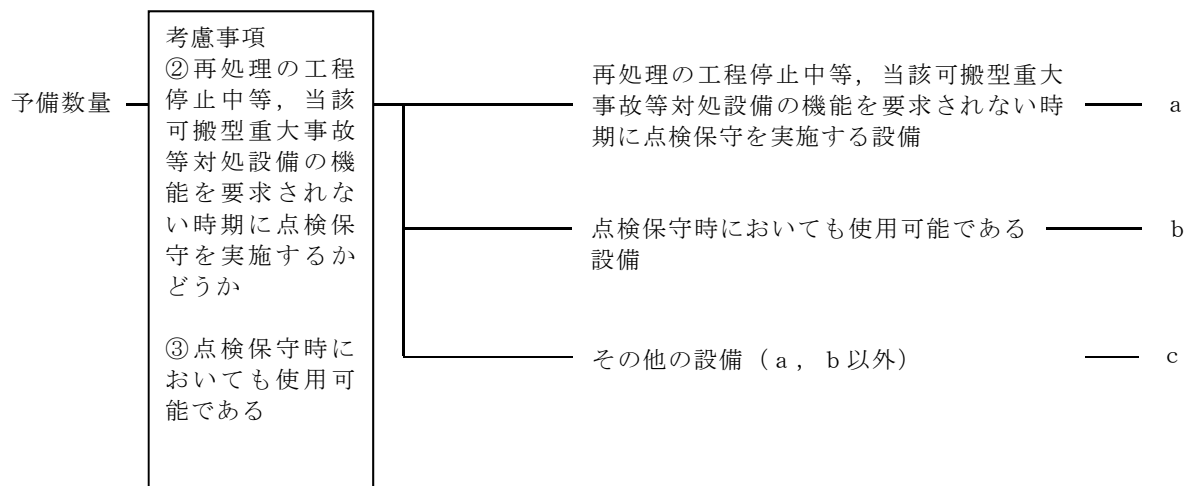 予備数量
考慮事項
②再処理の工程
停止中等，当該
可搬型重大事故
等対処設備の機
能を要求されな
い時期に点検保
守を実施するか
どうか
③点検保守時に
おいても使用可
能である
再処理の工程停止中等，当該可搬型重大
事故等対処設備の機能を要求されない時
期に点検保守を実施する設備
a
点検保守時においても使用可能である
設備
b
その他の設備（a，b以外）
c